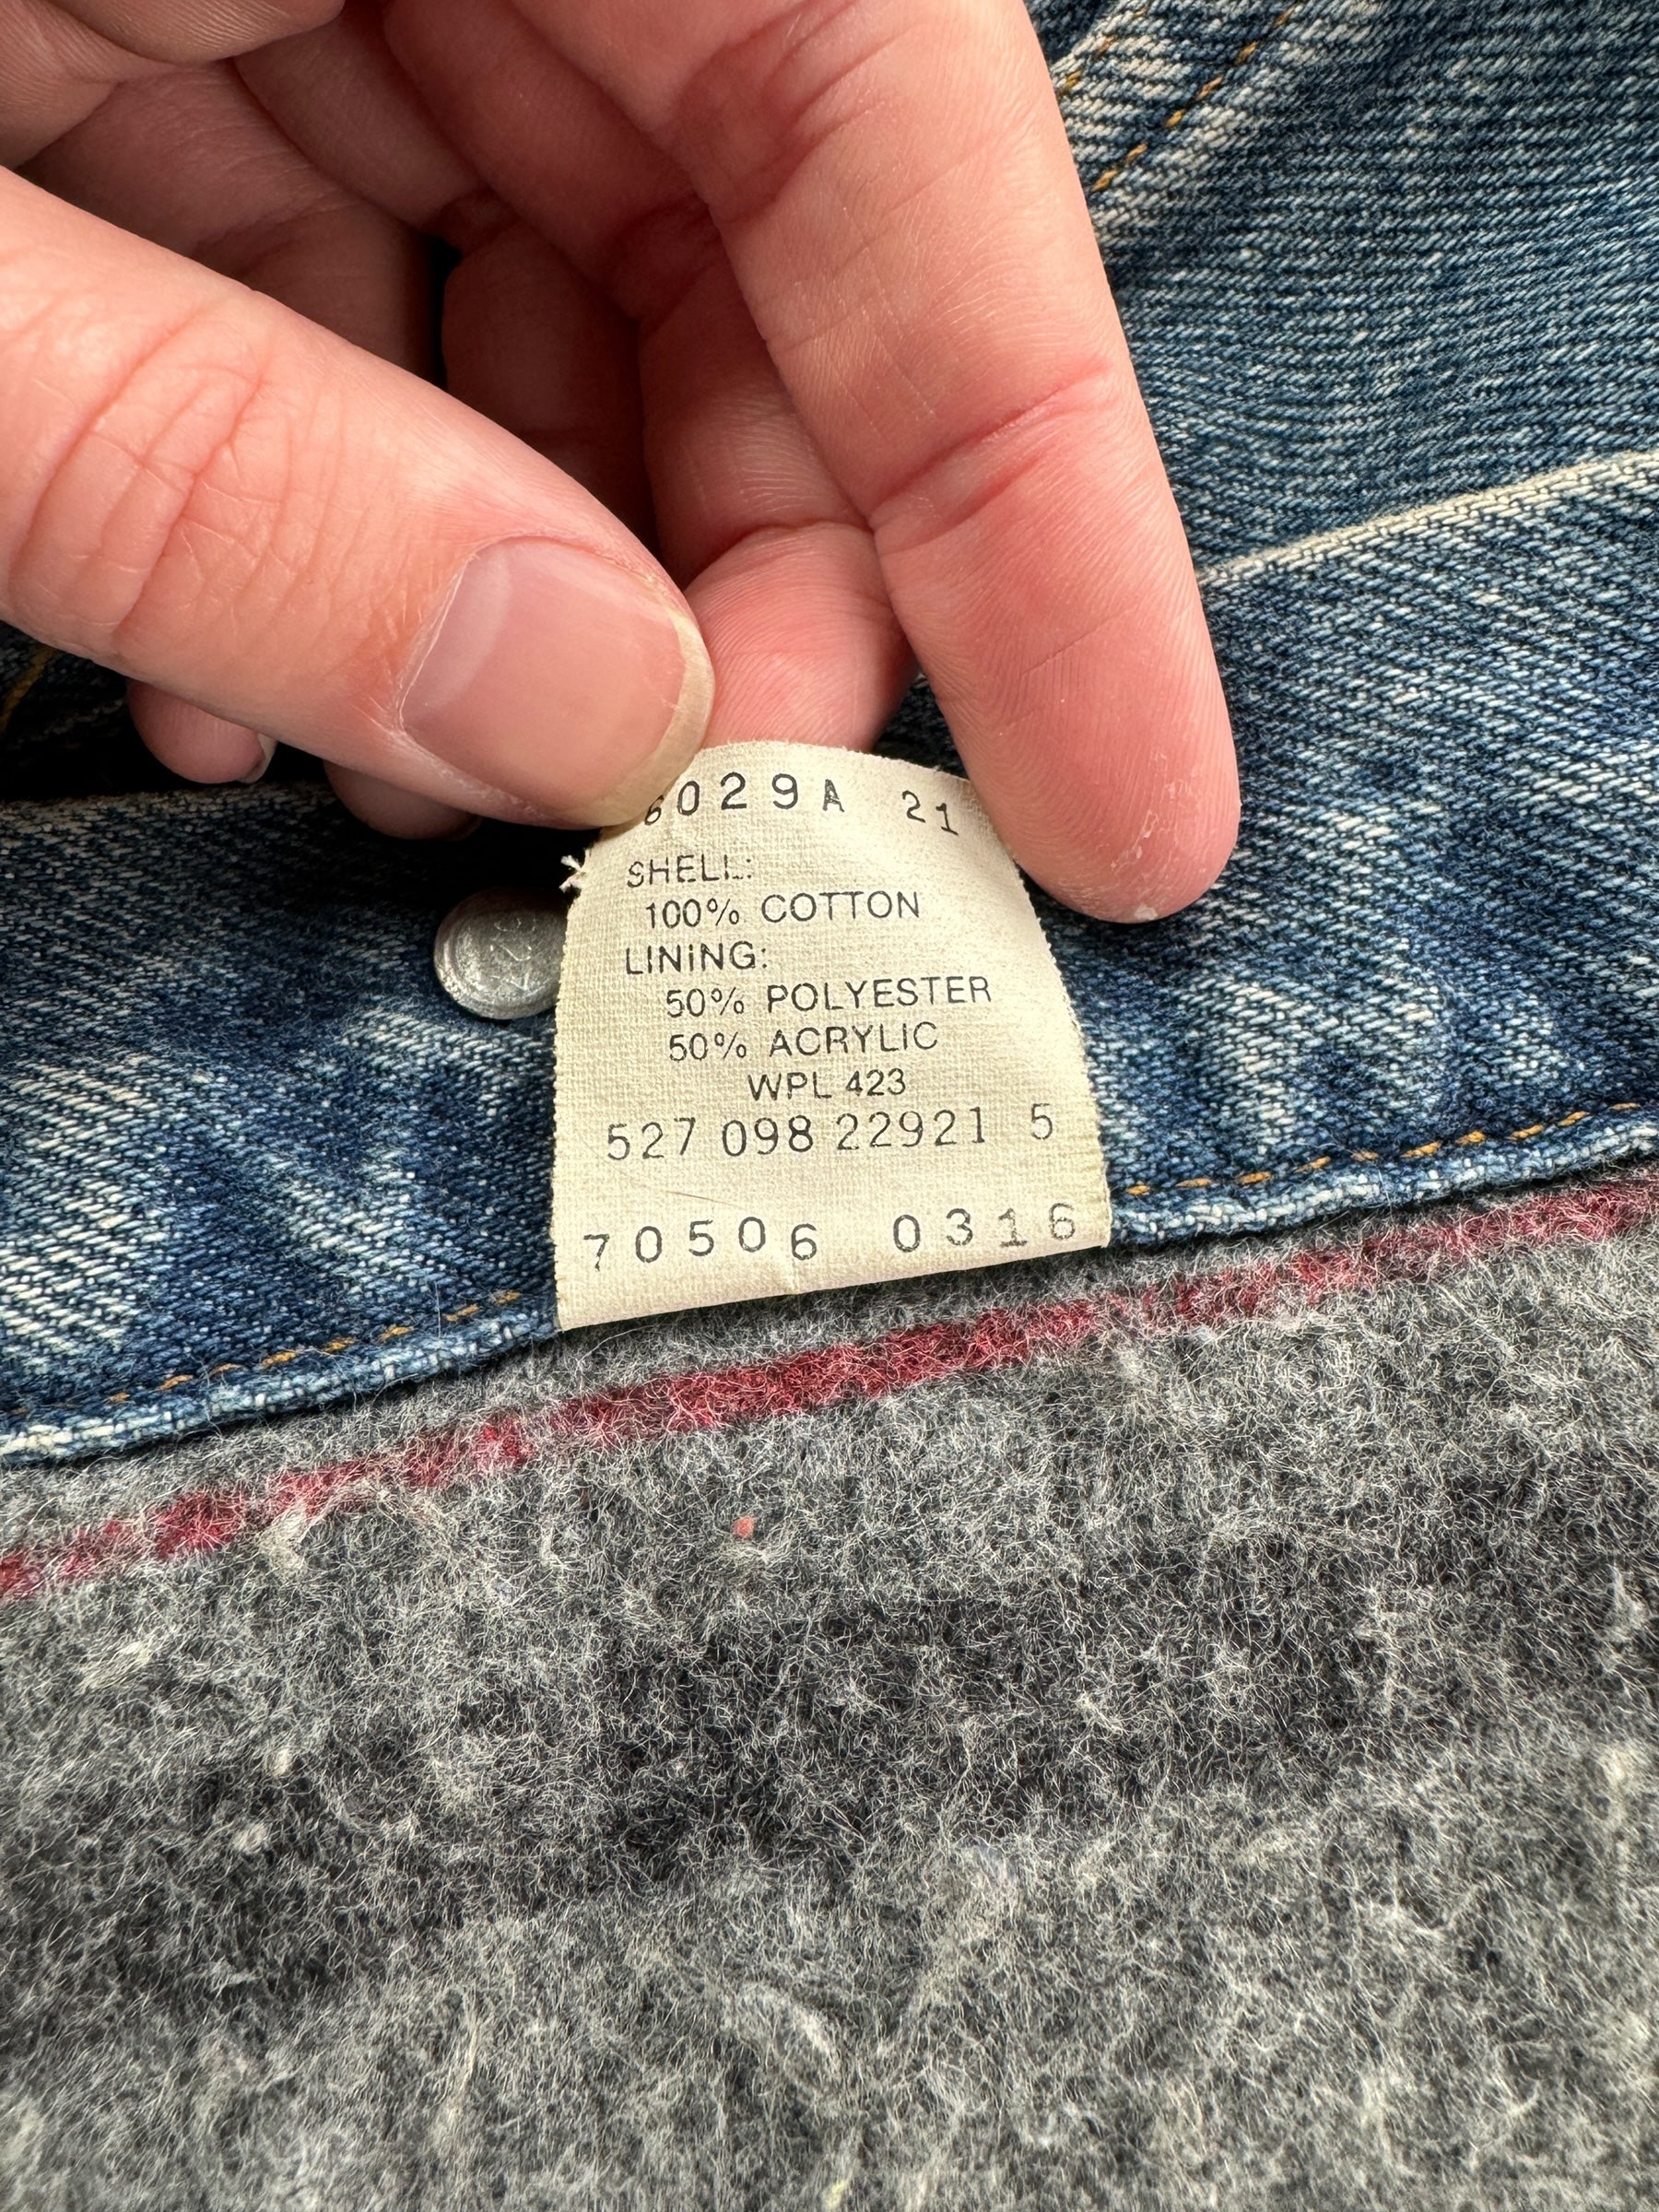 6029A 21
SHELL:
100% COTTON
LINING:
50% POLYESTER
50% ACRYLIC
WPL 423
527 098 22921 5
70506 0316